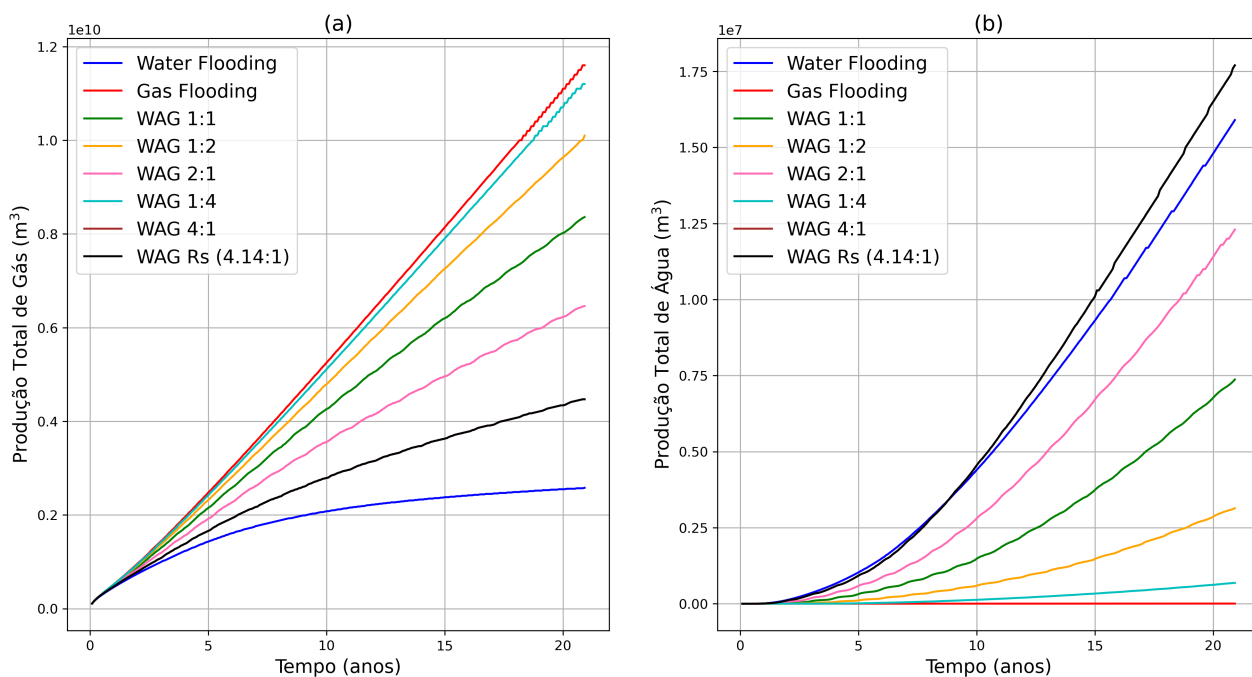 (a)
1e10
1.2
1.0
0.8
0.6
0.4
0.2
0.0
Produção Total de Gás (m³)
Water Flooding
Gas Flooding
WAG 1:1
WAG 1:2
WAG 2:1
WAG 1:4
WAG 4:1
WAG Rs (4.14:1)
0 5 10 15 20
Tempo (anos)
(b)
1e7
1.75
1.50
1.25
1.00
0.75
0.50
0.25
0.00
Produção Total de Água (m³)
Water Flooding
Gas Flooding
WAG 1:1
WAG 1:2
WAG 2:1
WAG 1:4
WAG 4:1
WAG Rs (4.14:1)
0 5 10 15 20
Tempo (anos)